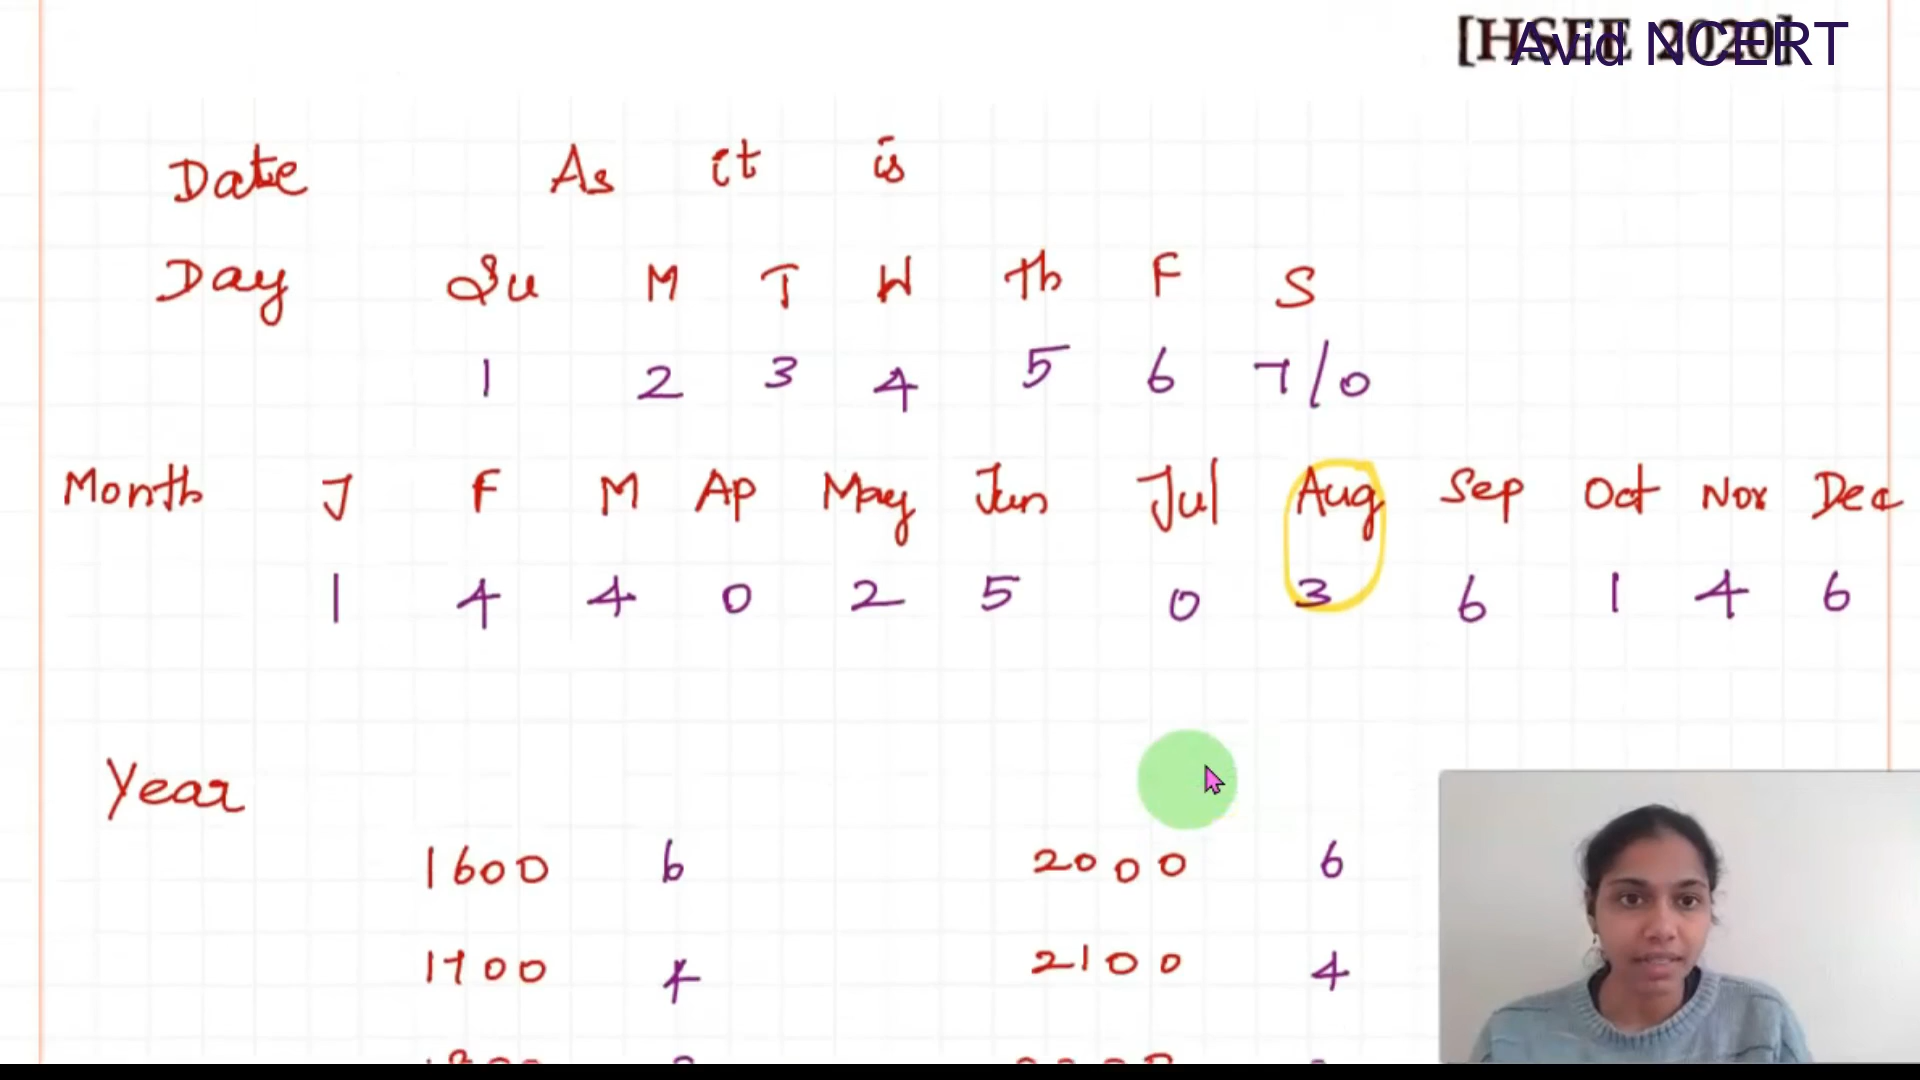 [HSEE 2020]
Avid NCERT
Date As it is
Day Su M T W Th F S
1 2 3 4 5 6 7/0
Month J F M Ap May Jun Jul Aug Sep Oct Nov Dec
1 4 4 0 2 5 0 3 6 1 4 6
Year
1600 6 2000 6
1700 4 2100 4